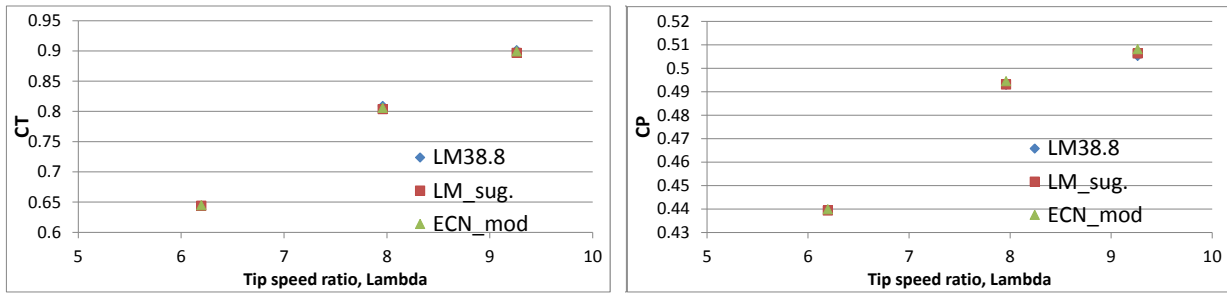 0.95
0.9
0.85
0.8
0.75
0.7
0.65
0.6
CT
5 6 7 8 9 10
Tip speed ratio, Lambda
LM38.8
LM_sug.
ECN_mod
0.52
0.51
0.5
0.49
0.48
0.47
0.46
0.45
0.44
0.43
CP
5 6 7 8 9 10
Tip speed ratio, Lambda
LM38.8
LM_sug.
ECN_mod